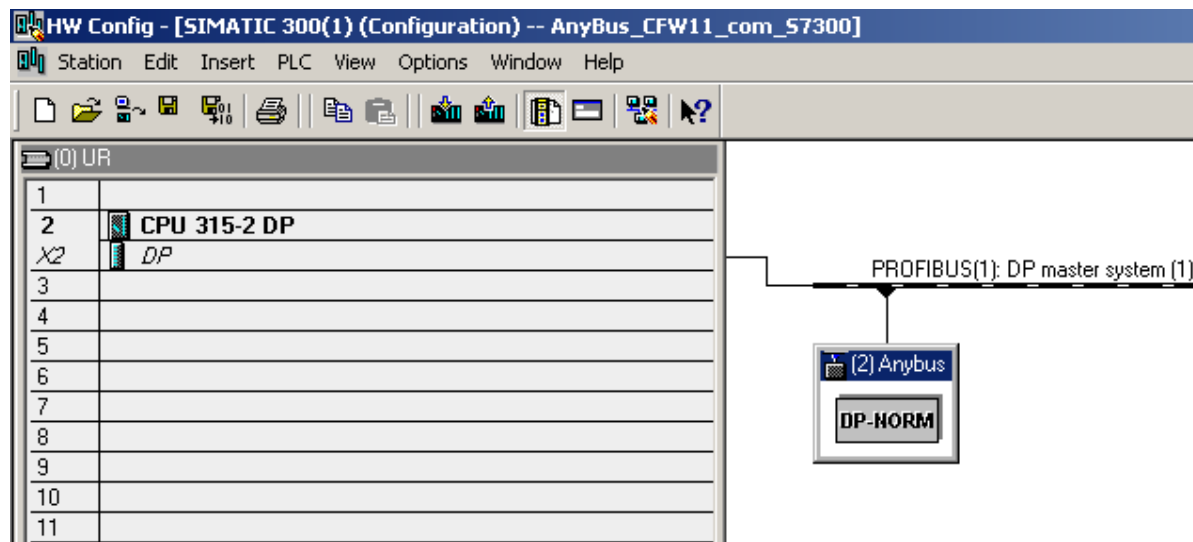 HW Config - [SIMATIC 300(1) (Configuration) -- AnyBus_CFW11_com_S7300]
Station Edit Insert PLC View Options Window Help
(0) UR
1
2 CPU 315-2 DP
X2 DP
3
4
5
6
7
8
9
10
11
PROFIBUS(1): DP master system (1)
(2) Anybus
DP-NORM